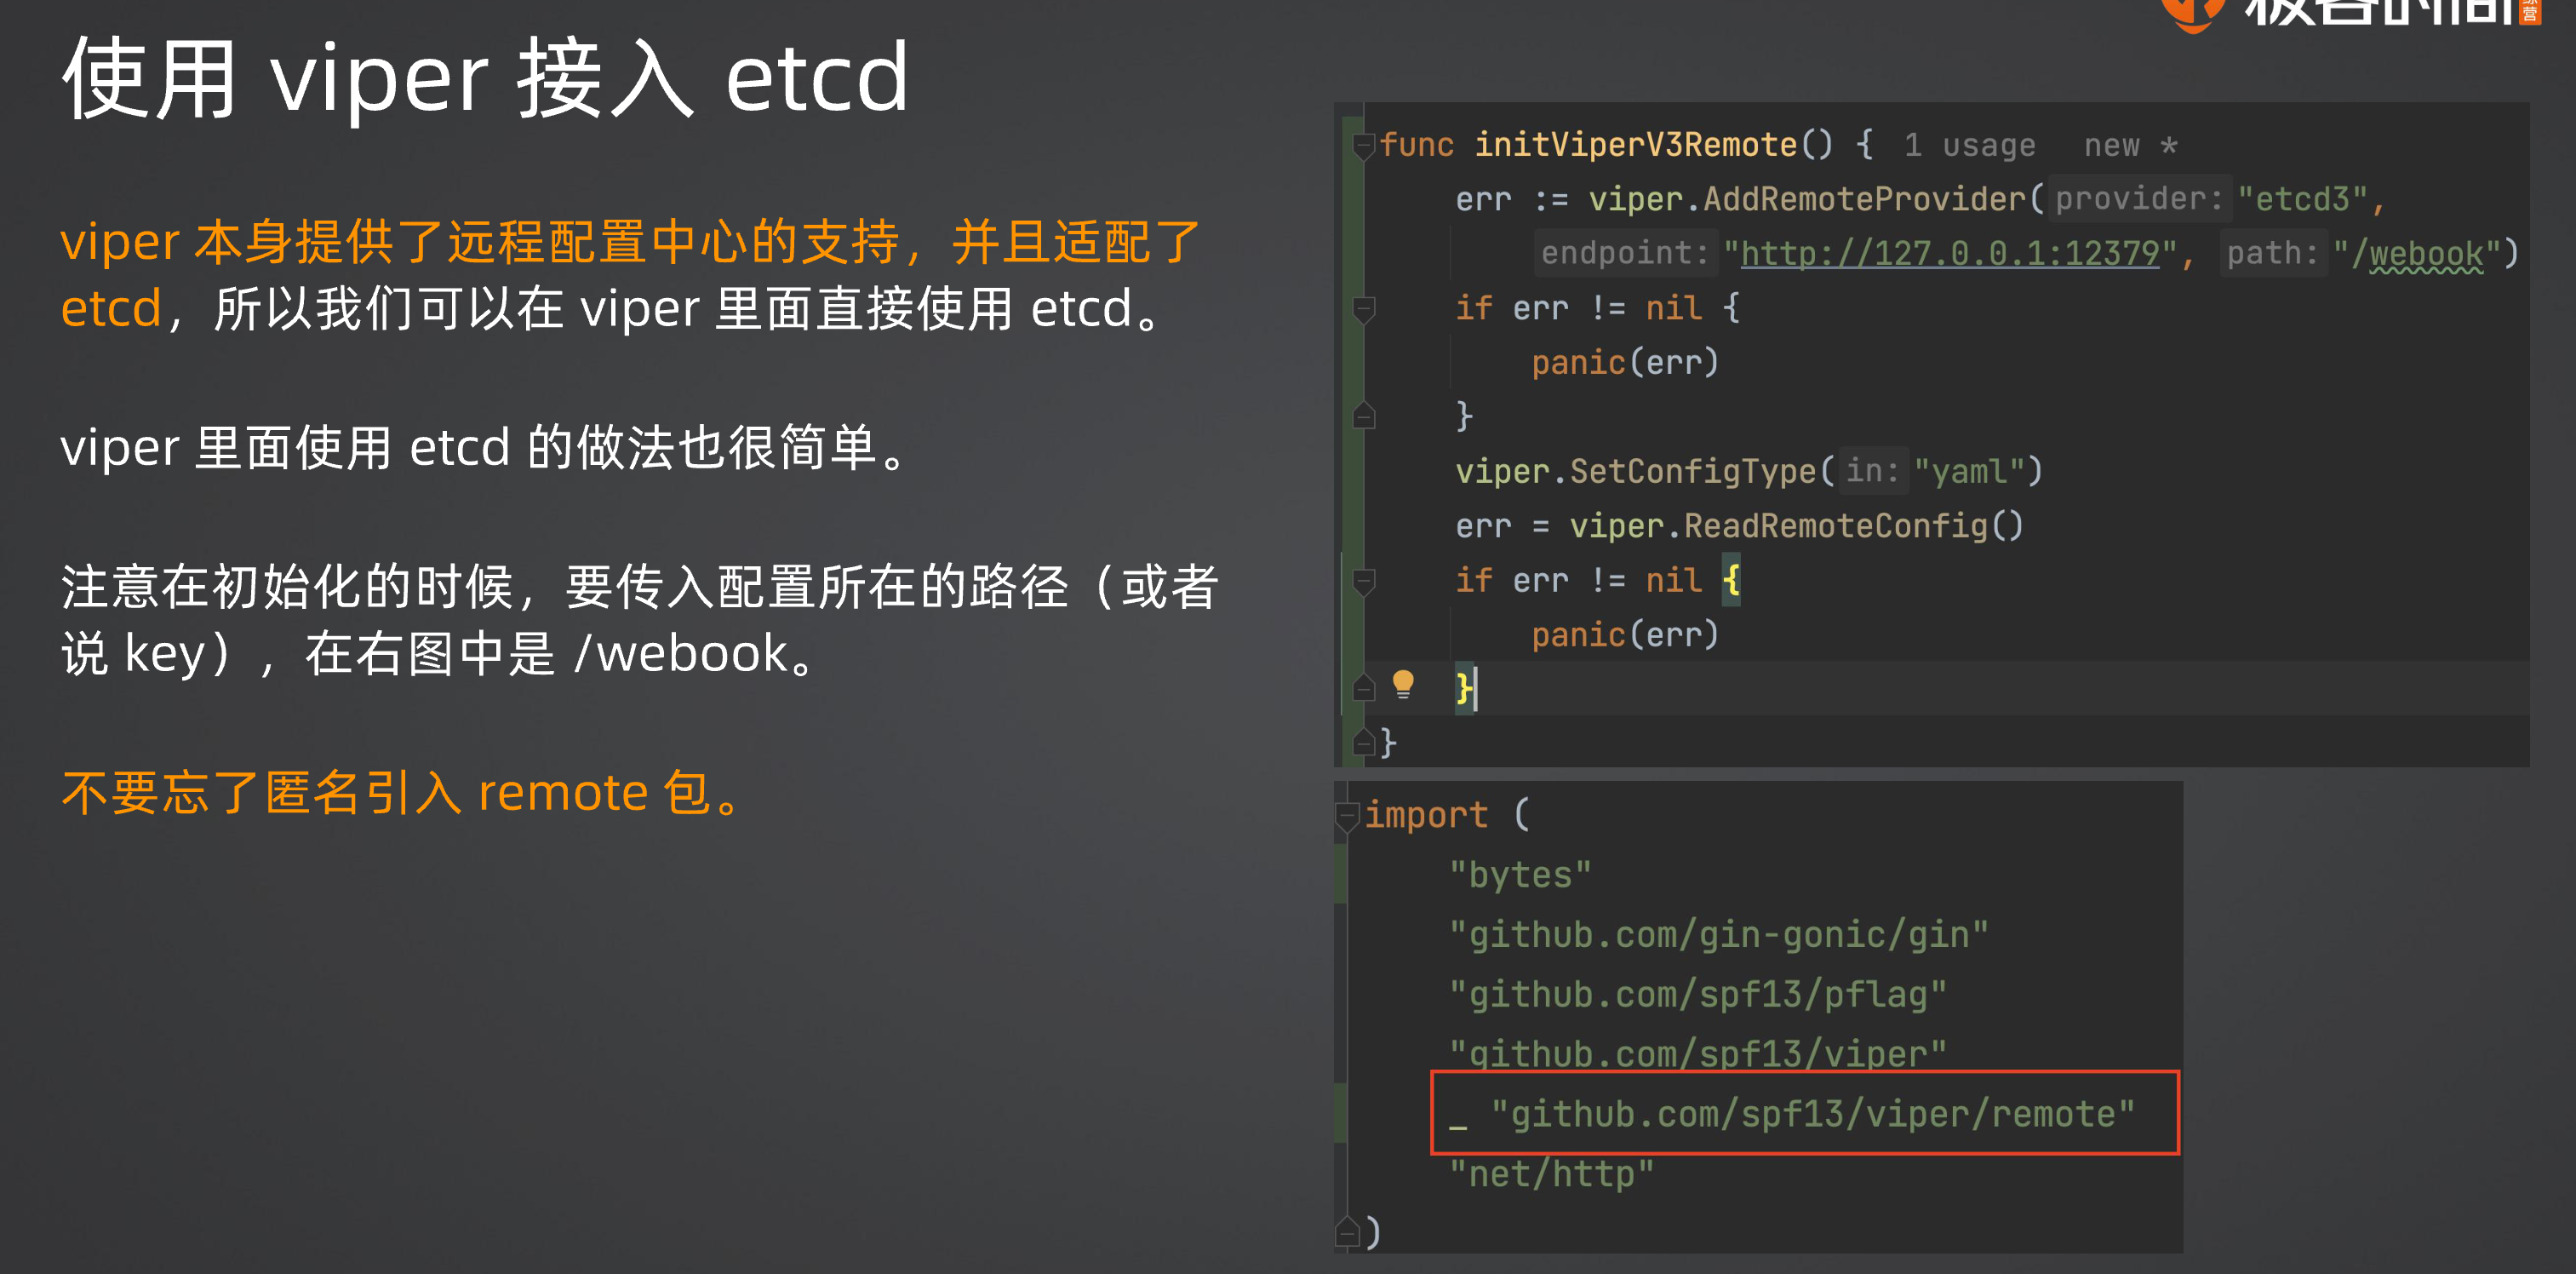 使用 viper 接入 etcd
viper 本身提供了远程配置中心的支持，并且适配了
etcd，所以我们可以在 viper 里面直接使用 etcd。
viper 里面使用 etcd 的做法也很简单。
注意在初始化的时候，要传入配置所在的路径（或者
说 key），在右图中是 /webook。
不要忘了匿名引入 remote 包。
func initViperV3Remote() { 1 usage new *
err := viper.AddRemoteProvider( provider: "etcd3",
endpoint: "http://127.0.0.1:12379", path: "/webook")
if err != nil {
panic(err)
}
viper.SetConfigType( in: "yaml")
err = viper.ReadRemoteConfig()
if err != nil {
panic(err)
}
}
import (
"bytes"
"github.com/gin-gonic/gin"
"github.com/spf13/pflag"
"github.com/spf13/viper"
_ "github.com/spf13/viper/remote"
"net/http"
)